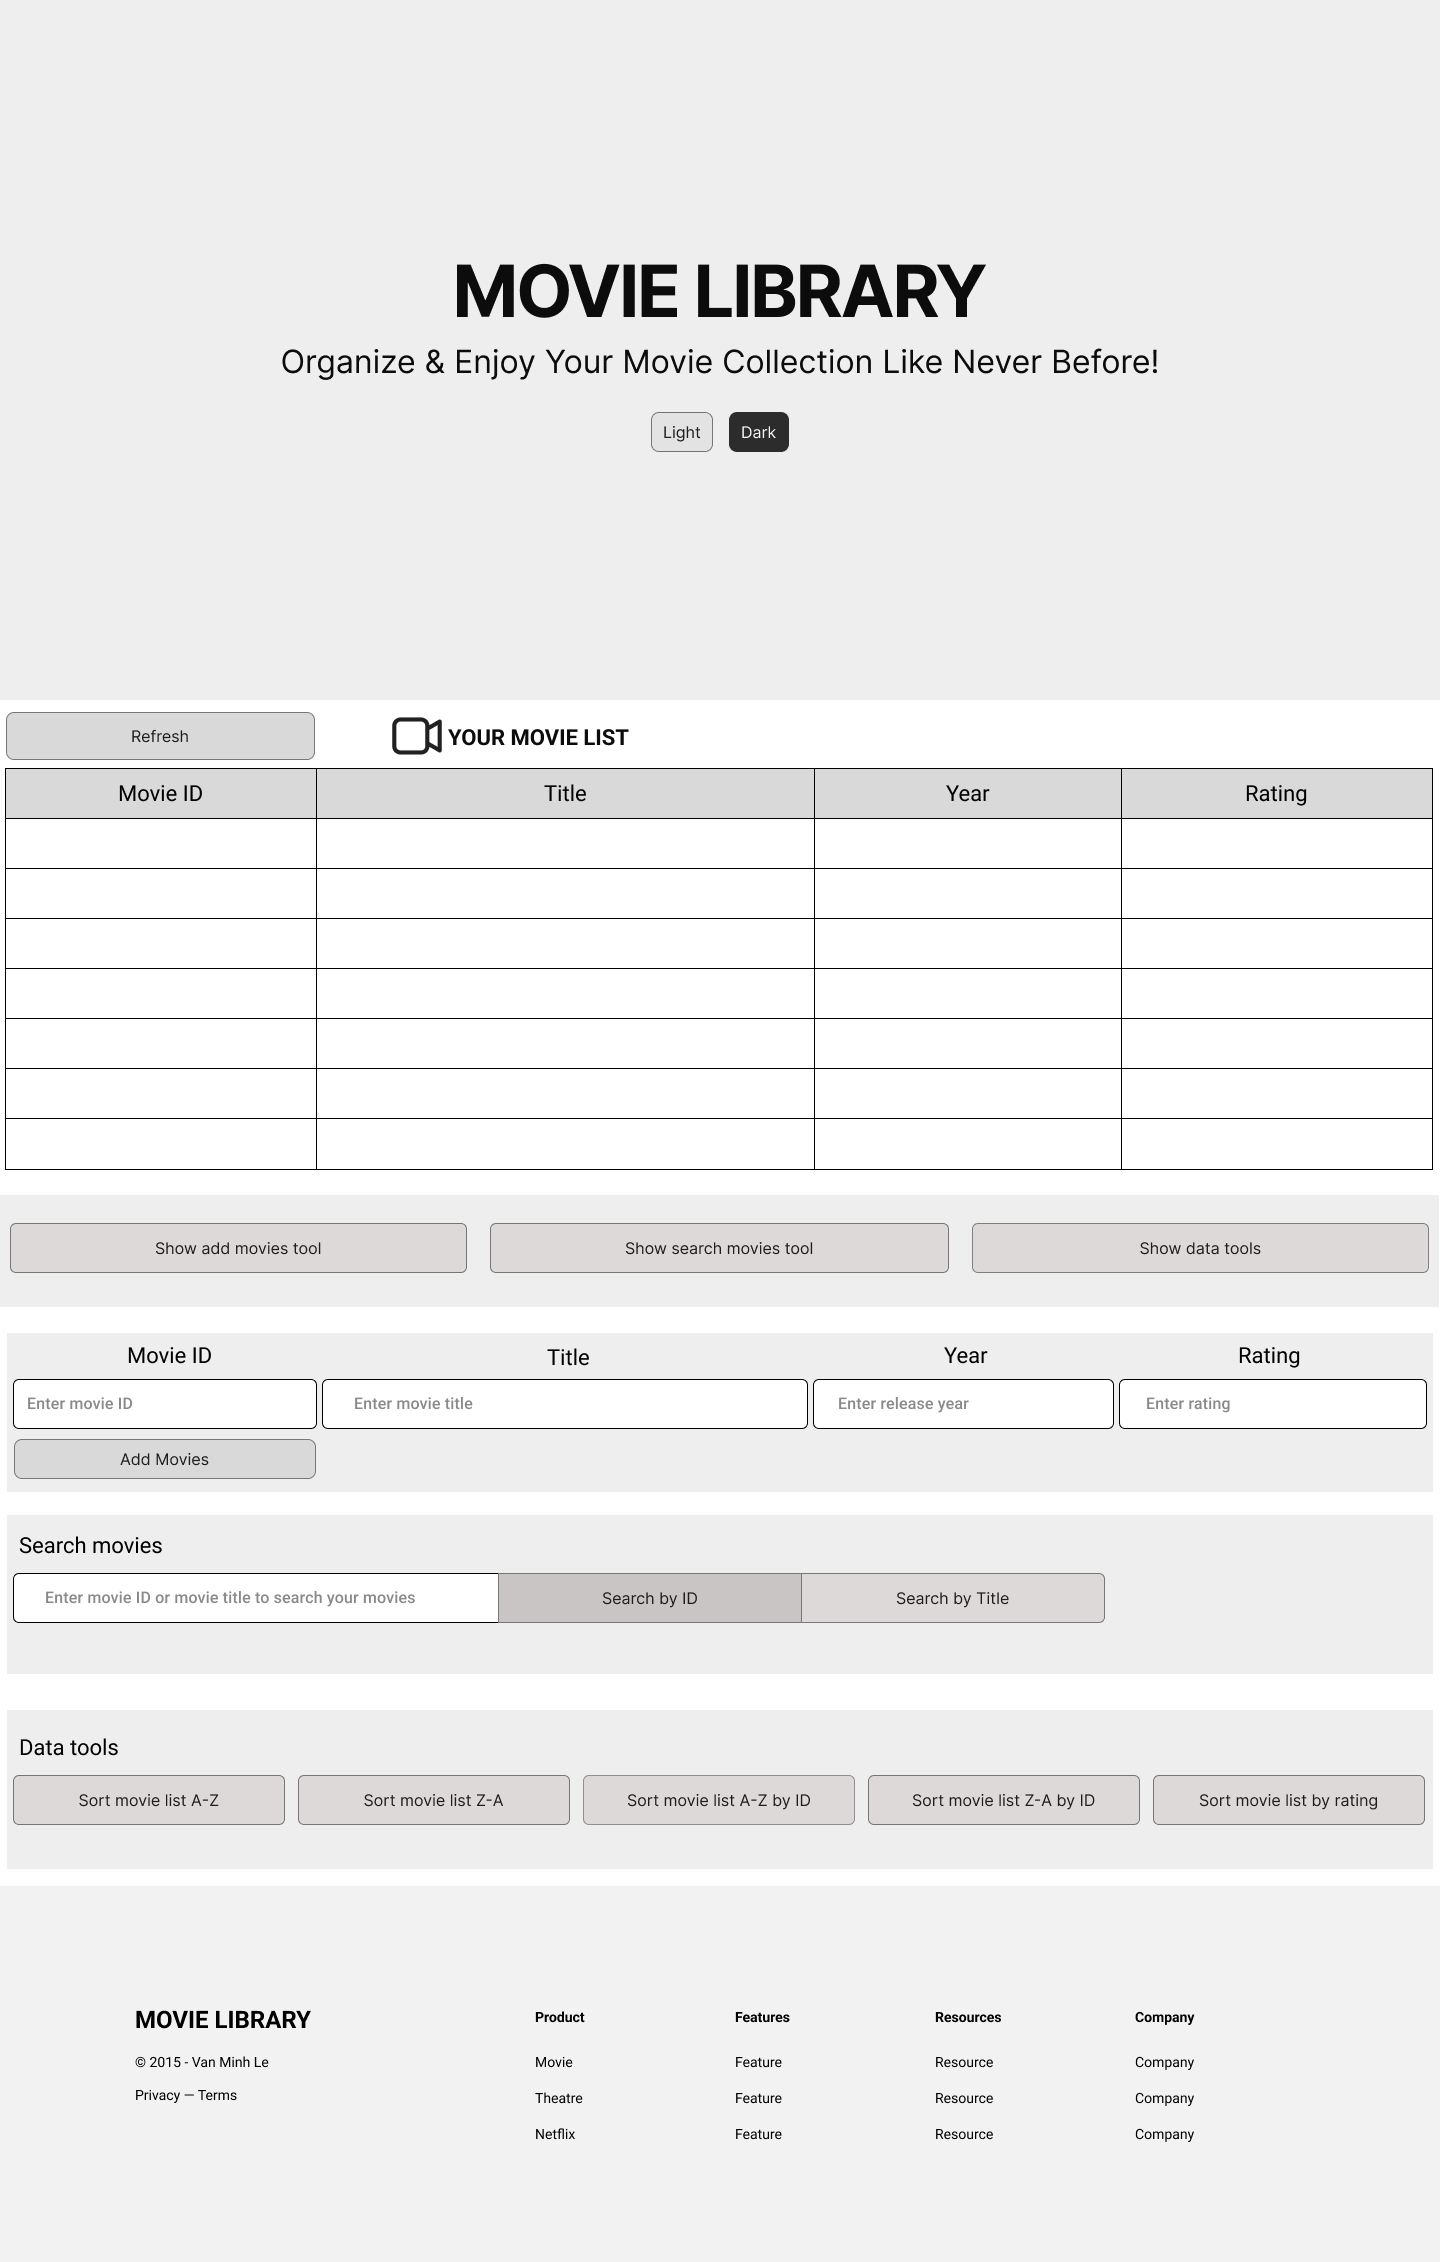 MOVIE LIBRARY
Organize & Enjoy Your Movie Collection Like Never Before!
Light Dark
Refresh
YOUR MOVIE LIST
Movie ID Title Year Rating
Show add movies tool Show search movies tool Show data tools
Movie ID Title Year Rating
Enter movie ID Enter movie title Enter release year Enter rating
Add Movies
Search movies
Enter movie ID or movie title to search your movies Search by ID Search by Title
Data tools
Sort movie list A-Z Sort movie list Z-A Sort movie list A-Z by ID Sort movie list Z-A by ID Sort movie list by rating
MOVIE LIBRARY
© 2015 - Van Minh Le
Privacy — Terms
Product
Movie
Theatre
Netflix
Features
Feature
Feature
Feature
Resources
Resource
Resource
Resource
Company
Company
Company
Company